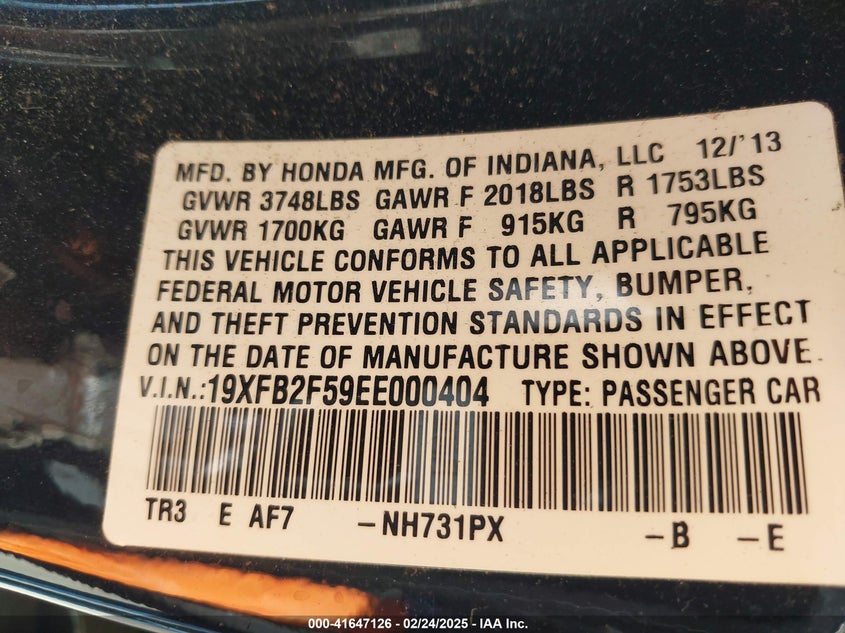 MFD. BY HONDA MFG. OF INDIANA, LLC 12/'13
GVWR 3748LBS GAWR F 2018LBS R 1753LBS
GVWR 1700KG GAWR F 915KG R 795KG
THIS VEHICLE CONFORMS TO ALL APPLICABLE
FEDERAL MOTOR VEHICLE SAFETY, BUMPER,
AND THEFT PREVENTION STANDARDS IN EFFECT
ON THE DATE OF MANUFACTURE SHOWN ABOVE.
V.I.N.:19XFB2F59EE000404 TYPE: PASSENGER CAR
TR3 E AF7 -NH731PX -B -E
000-41647126 - 02/24/2025 - IAA Inc.